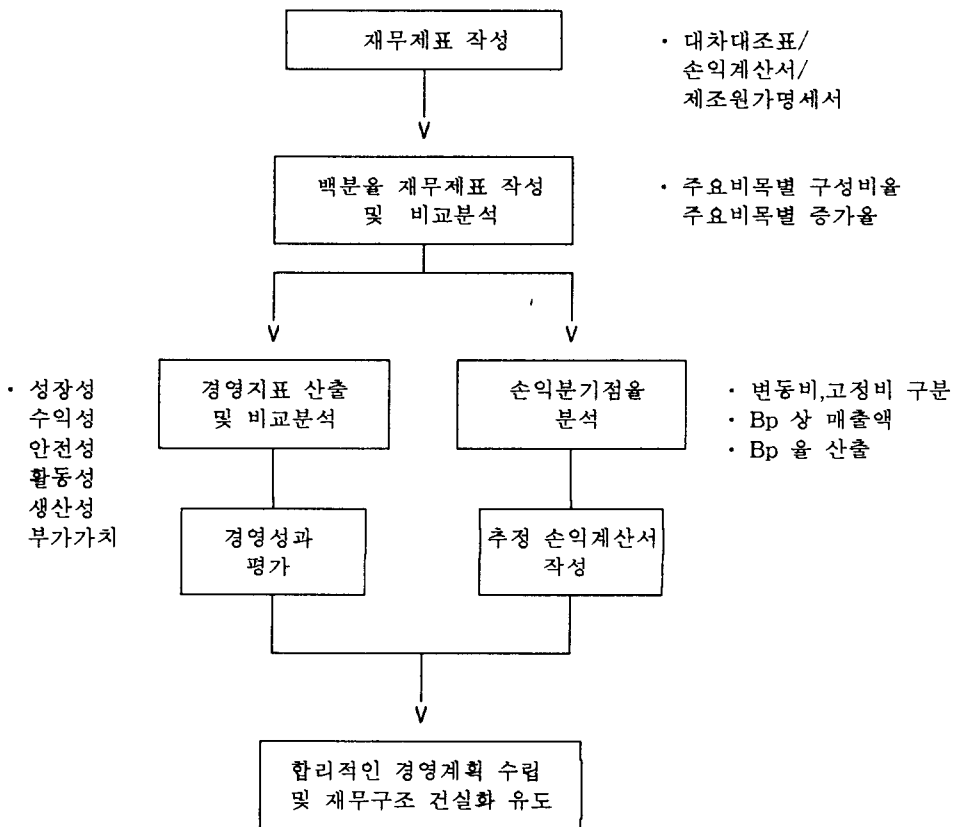 재무제표 작성
· 대차대조표/
손익계산서/
제조원가명세서
백분율 재무제표 작성
및 비교분석
· 주요비목별 구성비율
주요비목별 증가율
· 성장성
수익성
안전성
활동성
생산성
부가가치
경영지표 산출
및 비교분석
손익분기점율
분석
· 변동비,고정비 구분
· Bp 상 매출액
· Bp 율 산출
경영성과
평가
추정 손익계산서
작성
합리적인 경영계획 수립
및 재무구조 건실화 유도